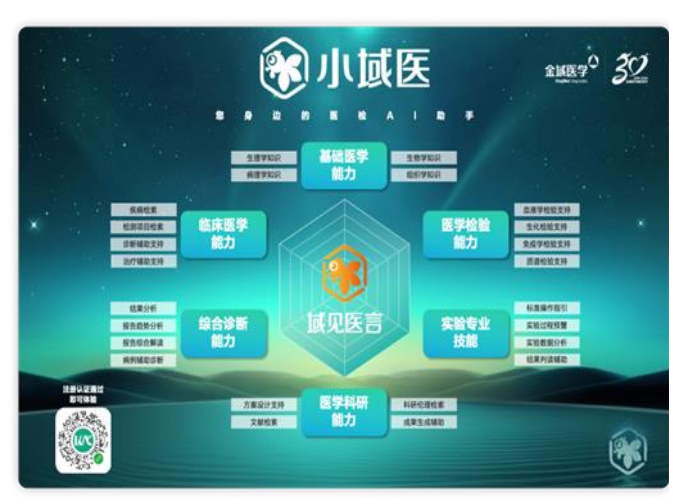 小域医
金域医学
30
您身边的医检AI助手
基础医学
能力
生理学知识
病理学知识
生物学知识
组织学知识
临床医学
能力
疾病检索
检测项目检索
诊断辅助支持
治疗辅助支持
医学检验
能力
血液学检验支持
生化检验支持
免疫学检验支持
质谱检验支持
域见医言
综合诊断
能力
结果分析
报告趋势分析
报告综合解读
病例辅助诊断
实验专业
技能
标准操作指引
实验过程预警
实验数据分析
结果判读辅助
医学科研
能力
方案设计支持
文献检索
科研伦理检索
成果生成辅助
注册认证通过
即可体验